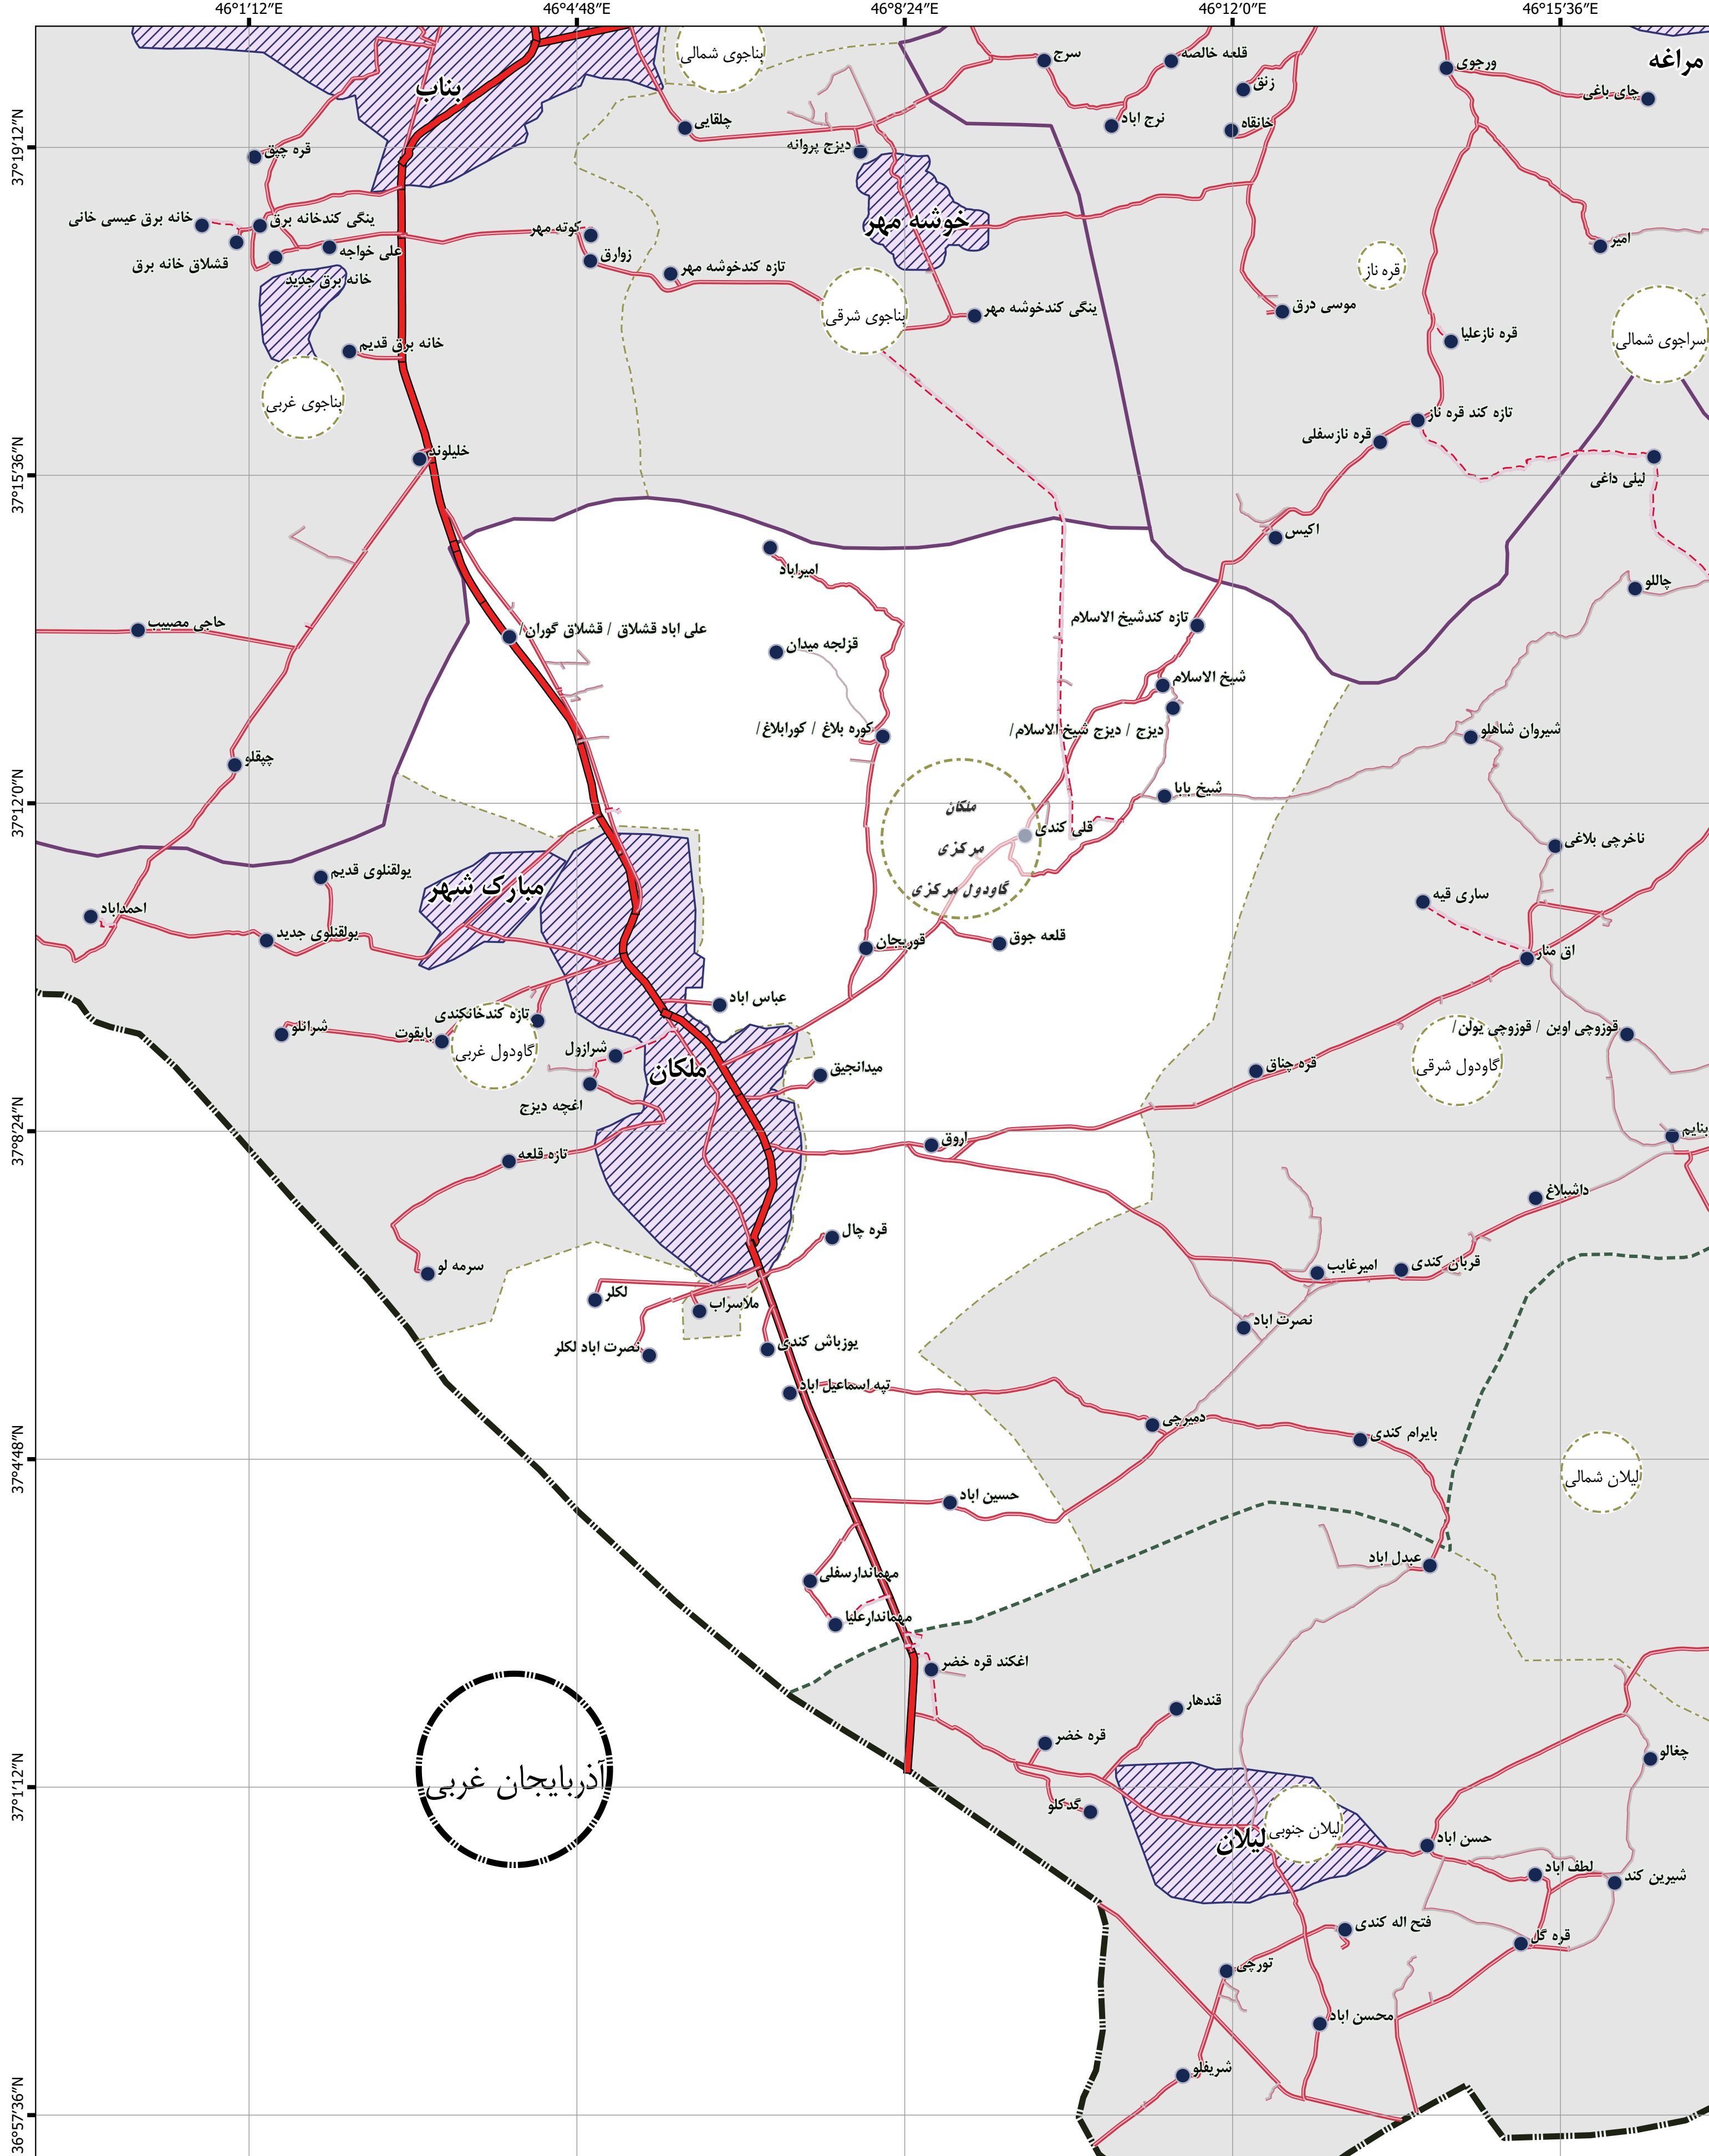 46°1′12″E
46°4′48″E
46°8′24″E
46°12′0″E
46°15′36″E
37°19′12″N
37°15′36″N
37°12′0″N
37°8′24″N
37°4′48″N
37°1′12″N
36°57′36″N
بناب
بناجوی شمالی
سرج
قلعه خالصه
زنق
ورجوی
مراغه
چای باغی
چلقایی
نرج اباد
خانقاه
دیزج پروانه
قره چپق
خانه برق عیسی خانی
ینگی کندخانه برق
قشلاق خانه برق
علی خواجه
خانه برق جدید
کوته مهر
زوارق
تازه کندخوشه مهر
خوشه مهر
بناجوی شرقی
ینگی کندخوشه مهر
موسی درق
قره ناز
امیر
سراجوی شمالی
قره نازعلیا
خانه برق قدیم
بناجوی غربی
تازه کند قره ناز
قره نازسفلی
خلیلوند
لیلی داغی
اکیس
امیراباد
چاللو
حاجی مصییب
علی اباد قشلاق / قشلاق گوران/
تازه کندشیخ الاسلام
قزلجه میدان
شیخ الاسلام
کوره بلاغ / کورابلاغ/
دیزج / دیزج شیخ الاسلام/
شیروان شاهلو
چپقلو
شیخ بابا
ملکان
مرکزی
گاودول مرکزی
قلی کندی
ناخرچی بلاغی
یولقنلوی قدیم
مبارک شهر
ساری قیه
احمداباد
یولقنلوی جدید
قوریجان
قلعه جوق
اق منار
عباس اباد
تازه کندخانکندی
شرانلو
بایقوت
گاودول غربی
شرازول
ملکان
میدانجیق
قره چناق
گاودول شرقی
قوزوچی اوین / قوزوچی یولن/
اغچه دیزج
اروق
بنایم
تازه قلعه
داشبلاغ
قره چال
سرمه لو
امیرغایب
قربان کندی
لکلر
ملاسراب
نصرت اباد
نصرت اباد لکلر
یوزباش کندی
تپه اسماعیل اباد
دمیرچی
بایرام کندی
لیلان شمالی
حسین اباد
عبدل اباد
مهماندارسفلی
مهماندارعلیا
اغکند قره خضر
قندهار
قره خضر
چغالو
آذربایجان غربی
گدکلو
لیلان
لیلان جنوبی
حسن اباد
لطف اباد
شیرین کند
فتح اله کندی
قره گل
تورچی
محسن اباد
شریفلو